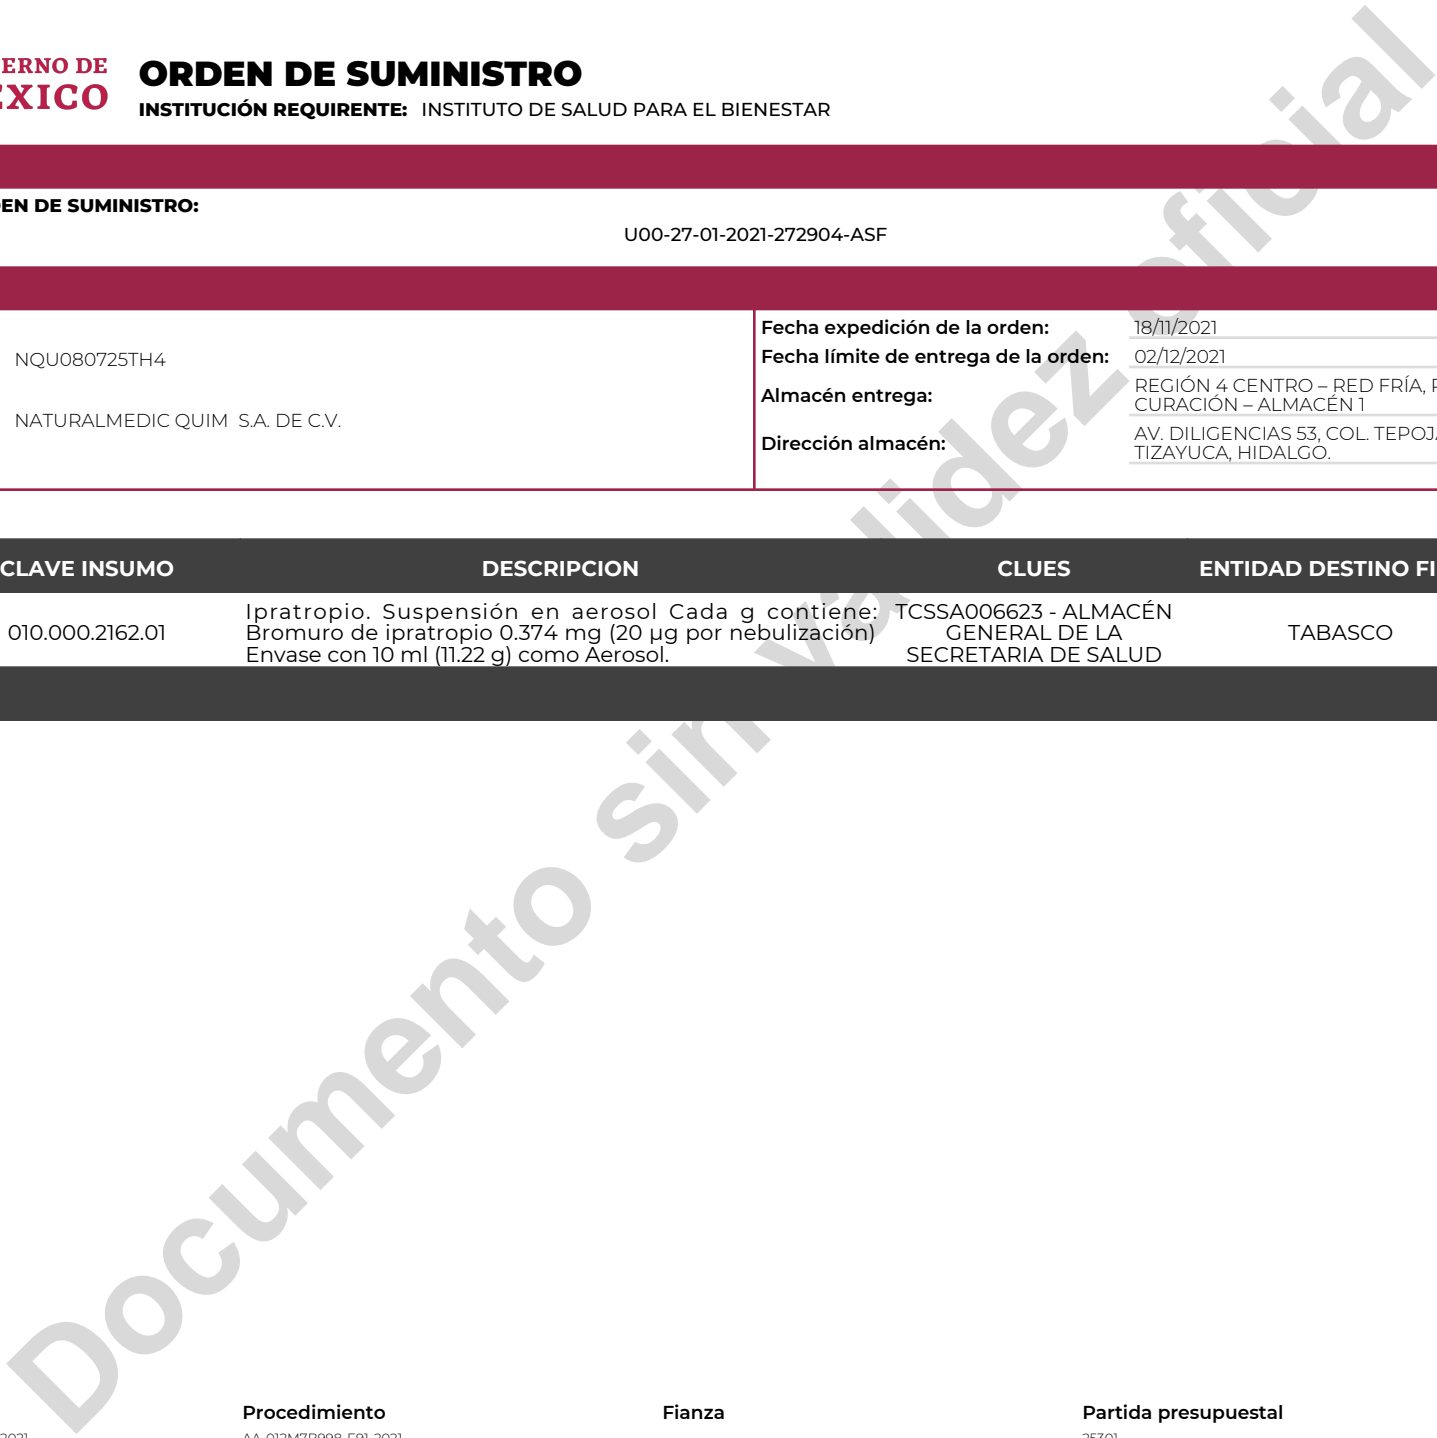 ERNO DE
EXICO
ORDEN DE SUMINISTRO
INSTITUCIÓN REQUIRENTE: INSTITUTO DE SALUD PARA EL BIENESTAR
EN DE SUMINISTRO:
U00-27-01-2021-272904-ASF
NQU080725TH4
NATURALMEDIC QUIM S.A. DE C.V.
Fecha expedición de la orden: 18/11/2021
Fecha límite de entrega de la orden: 02/12/2021
Almacén entrega: REGIÓN 4 CENTRO – RED FRÍA,
CURACIÓN – ALMACÉN 1
Dirección almacén: AV. DILIGENCIAS 53, COL. TEPOJA
TIZAYUCA, HIDALGO.
CLAVE INSUMO DESCRIPCION CLUES ENTIDAD DESTINO FI
010.000.2162.01
Ipratropio. Suspensión en aerosol Cada g contiene:
Bromuro de ipratropio 0.374 mg (20 µg por nebulización)
Envase con 10 ml (11.22 g) como Aerosol.
TCSSA006623 - ALMACÉN
GENERAL DE LA
SECRETARIA DE SALUD
TABASCO
Documento sin validez oficial
Procedimiento Fianza Partida presupuestal